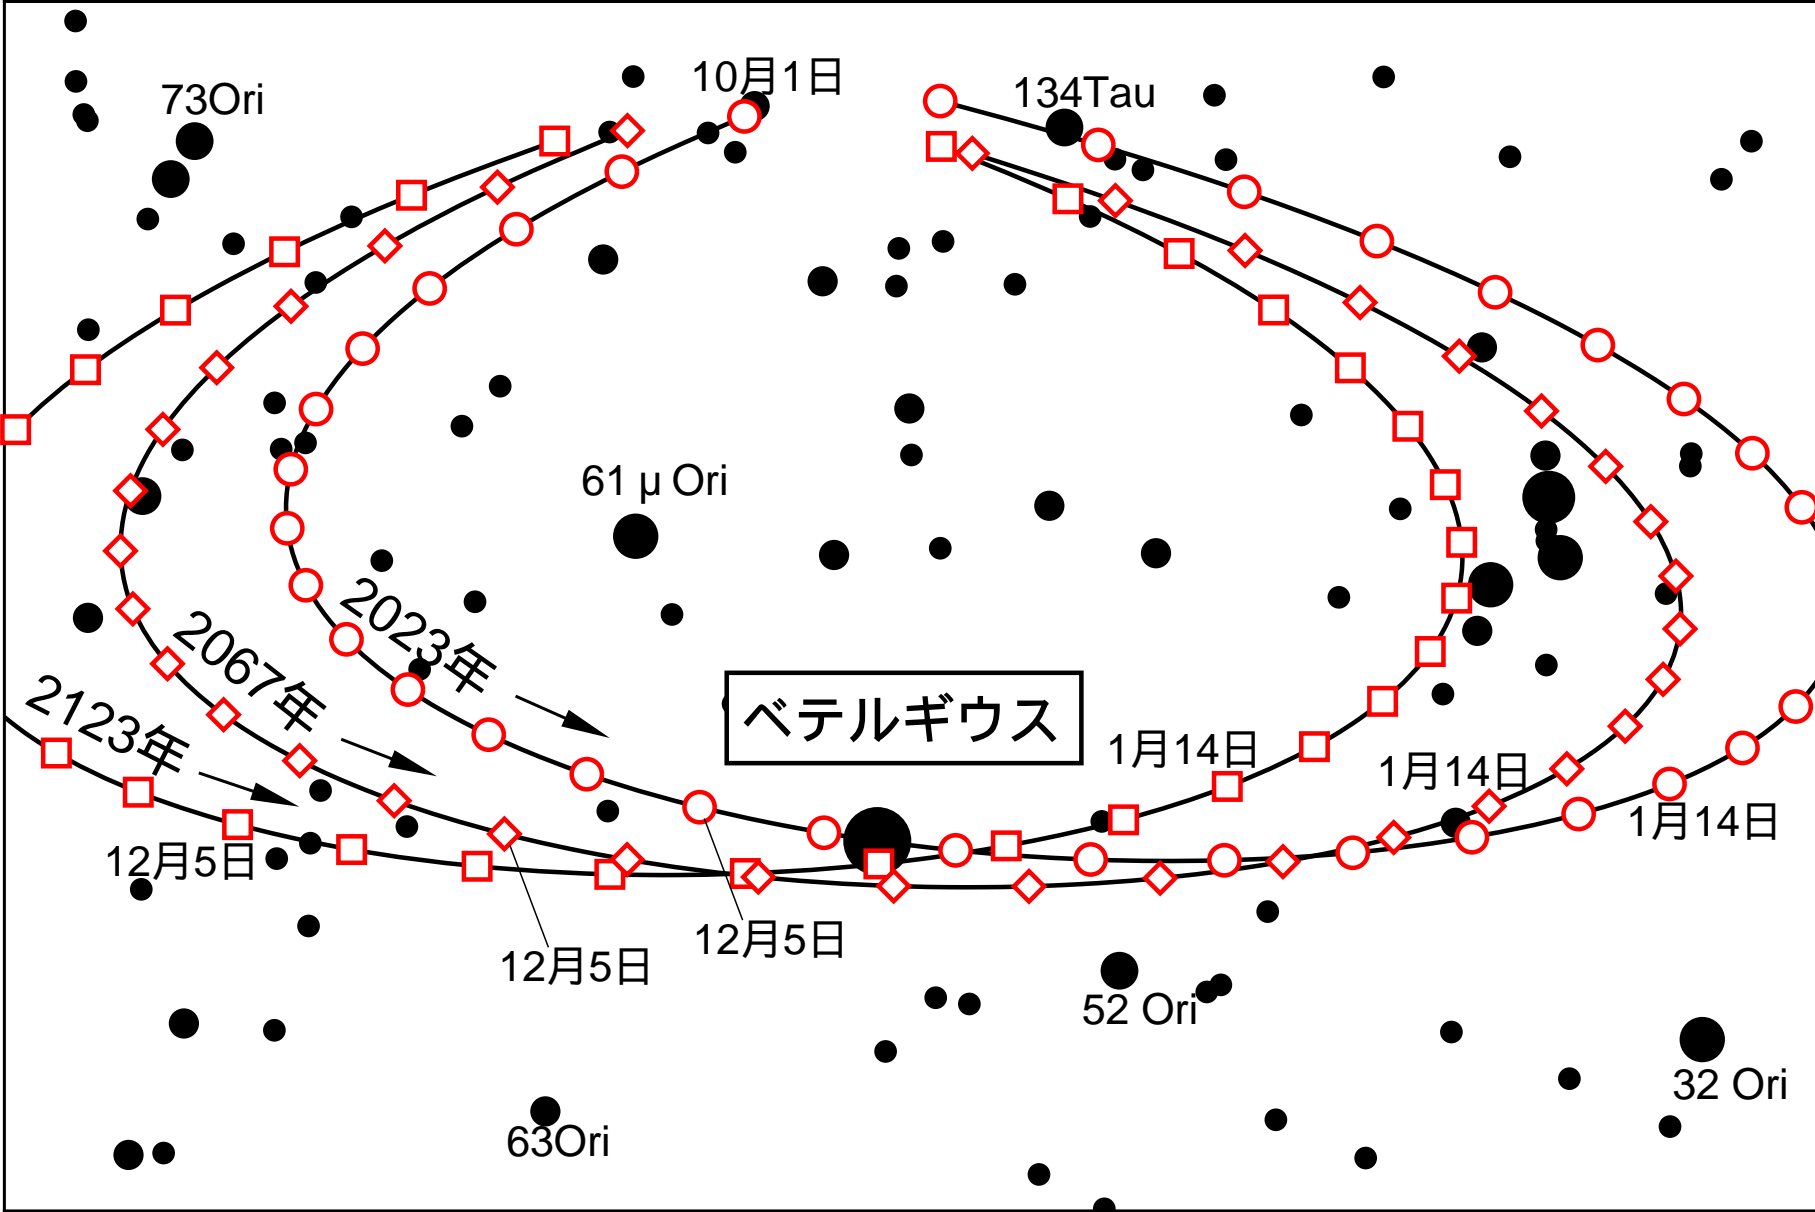 10月1日
134Tau
73Ori
61 μ Ori
2023年
2067年
2123年
ベテルギウス
1月14日
1月14日
1月14日
12月5日
12月5日
12月5日
52 Ori
32 Ori
63Ori